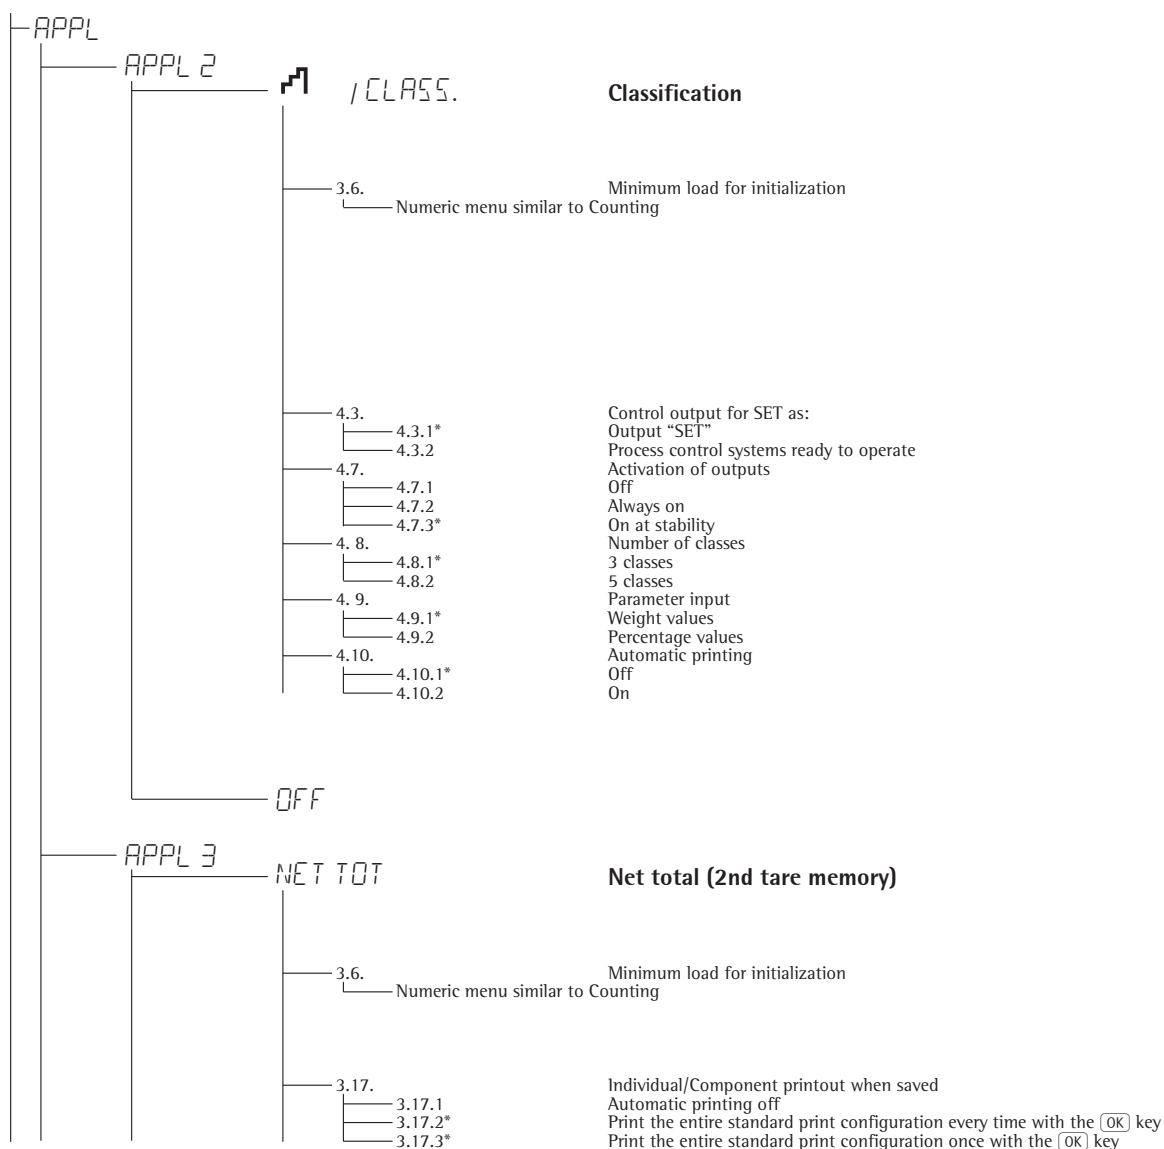 APPL
APPL 2
/ CLASS. Classification
3.6. Minimum load for initialization
Numeric menu similar to Counting
4.3. Control output for SET as:
4.3.1* Output “SET”
4.3.2 Process control systems ready to operate
4.7. Activation of outputs
4.7.1 Off
4.7.2 Always on
4.7.3* On at stability
4. 8. Number of classes
4.8.1* 3 classes
4.8.2 5 classes
4. 9. Parameter input
4.9.1* Weight values
4.9.2 Percentage values
4.10. Automatic printing
4.10.1* Off
4.10.2 On
OFF
APPL 3
NET TOT Net total (2nd tare memory)
3.6. Minimum load for initialization
Numeric menu similar to Counting
3.17. Individual/Component printout when saved
3.17.1 Automatic printing off
3.17.2* Print the entire standard print configuration every time with the OK key
3.17.3* Print the entire standard print configuration once with the OK key